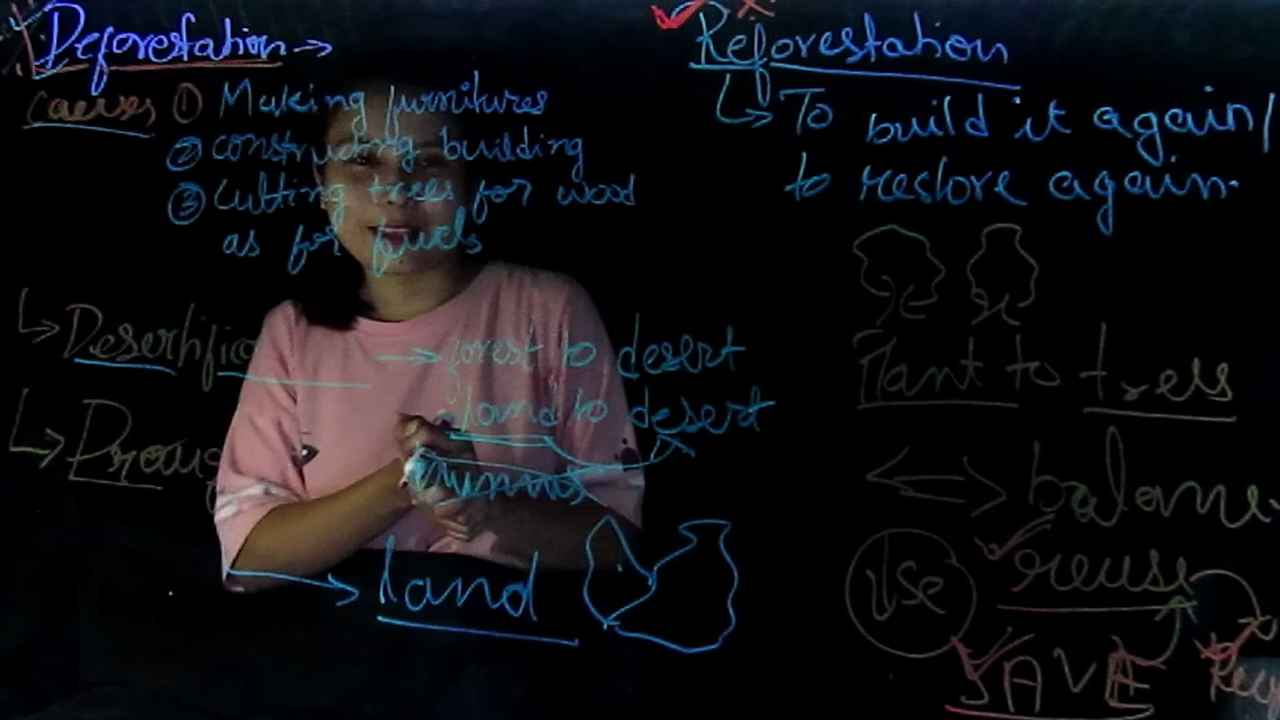 Deforestation →
causes ① Making furnitures
② constructing building
③ Cutting trees for wood
as for fuels
↳ Desertific → forest to desert
land to desert
↳
→ land
Reforestation
↳ To build it again/
to restore again.
Plant to trees
↔ balance
Use reuse
SAVE